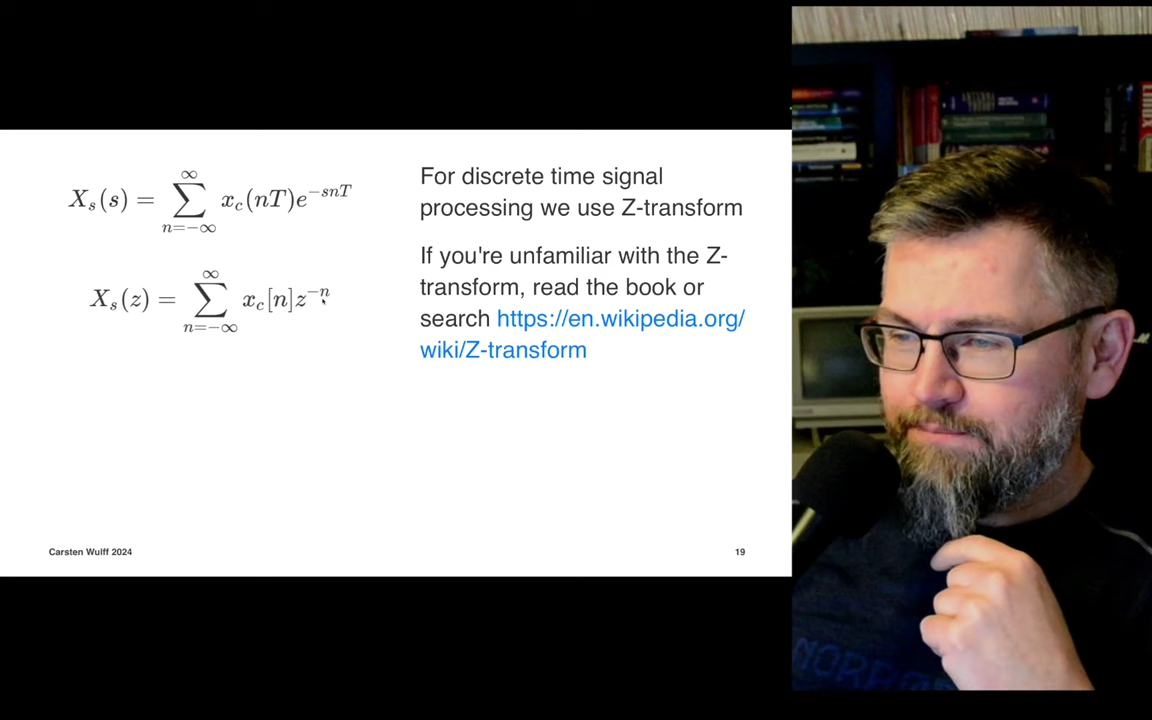 X_s(s) = \sum_{n=-\infty}^{\infty} x_c(nT)e^{-snT}
X_s(z) = \sum_{n=-\infty}^{\infty} x_c[n]z^{-n}
For discrete time signal
processing we use Z-transform
If you're unfamiliar with the Z-
transform, read the book or
search https://en.wikipedia.org/
wiki/Z-transform
Carsten Wulff 2024
19